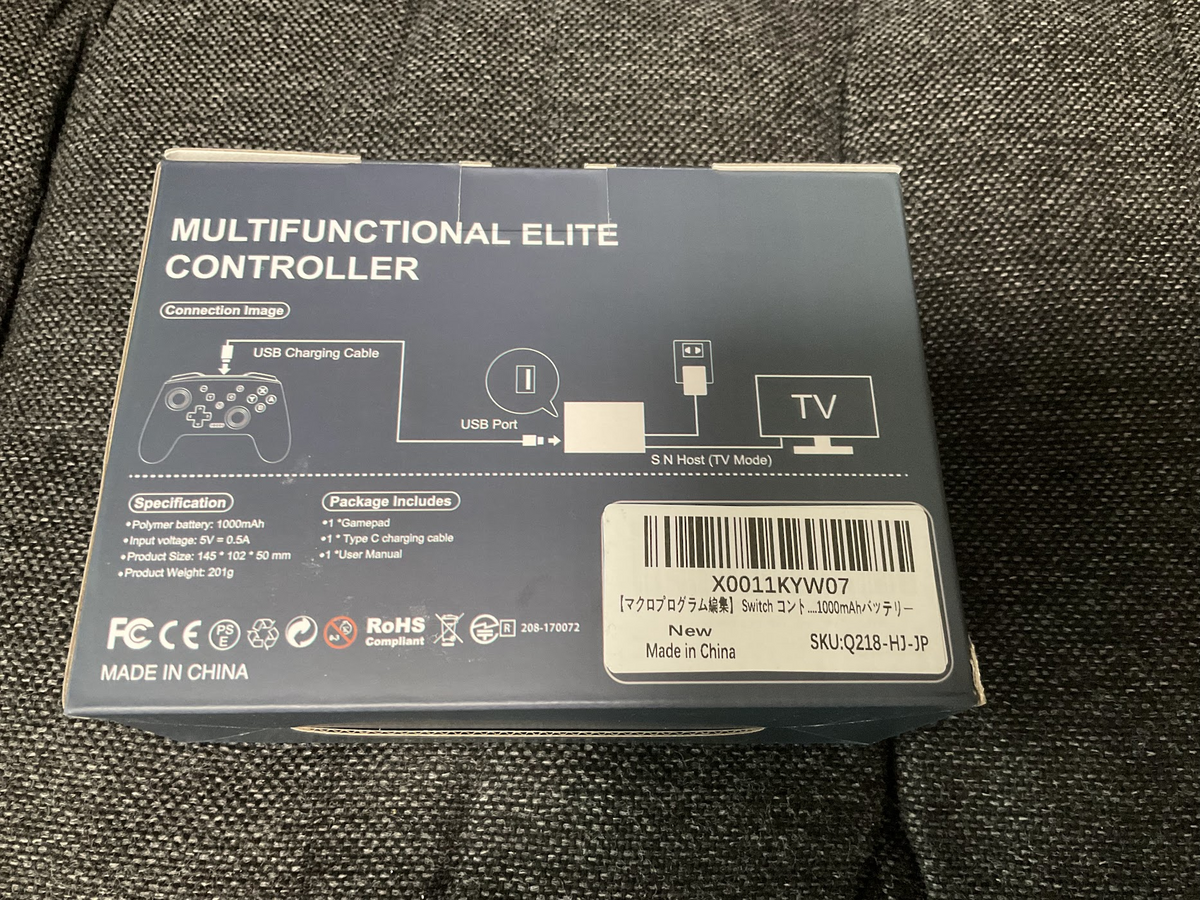 MULTIFUNCTIONAL ELITE
CONTROLLER
Connection Image
USB Charging Cable
USB Port
TV
S N Host (TV Mode)
Specification
•Polymer battery: 1000mAh
•Input voltage: 5V = 0.5A
•Product Size: 145 * 102 * 50 mm
•Product Weight: 201g
Package Includes
•1 *Gamepad
•1 * Type C charging cable
•1 *User Manual
FC CE PS E RoHS Compliant R 208-170072
MADE IN CHINA
X0011KYW07
【マクロプログラム編集】 Switch コント....1000mAhバッテリー
New
Made in China
SKU:Q218-HJ-JP